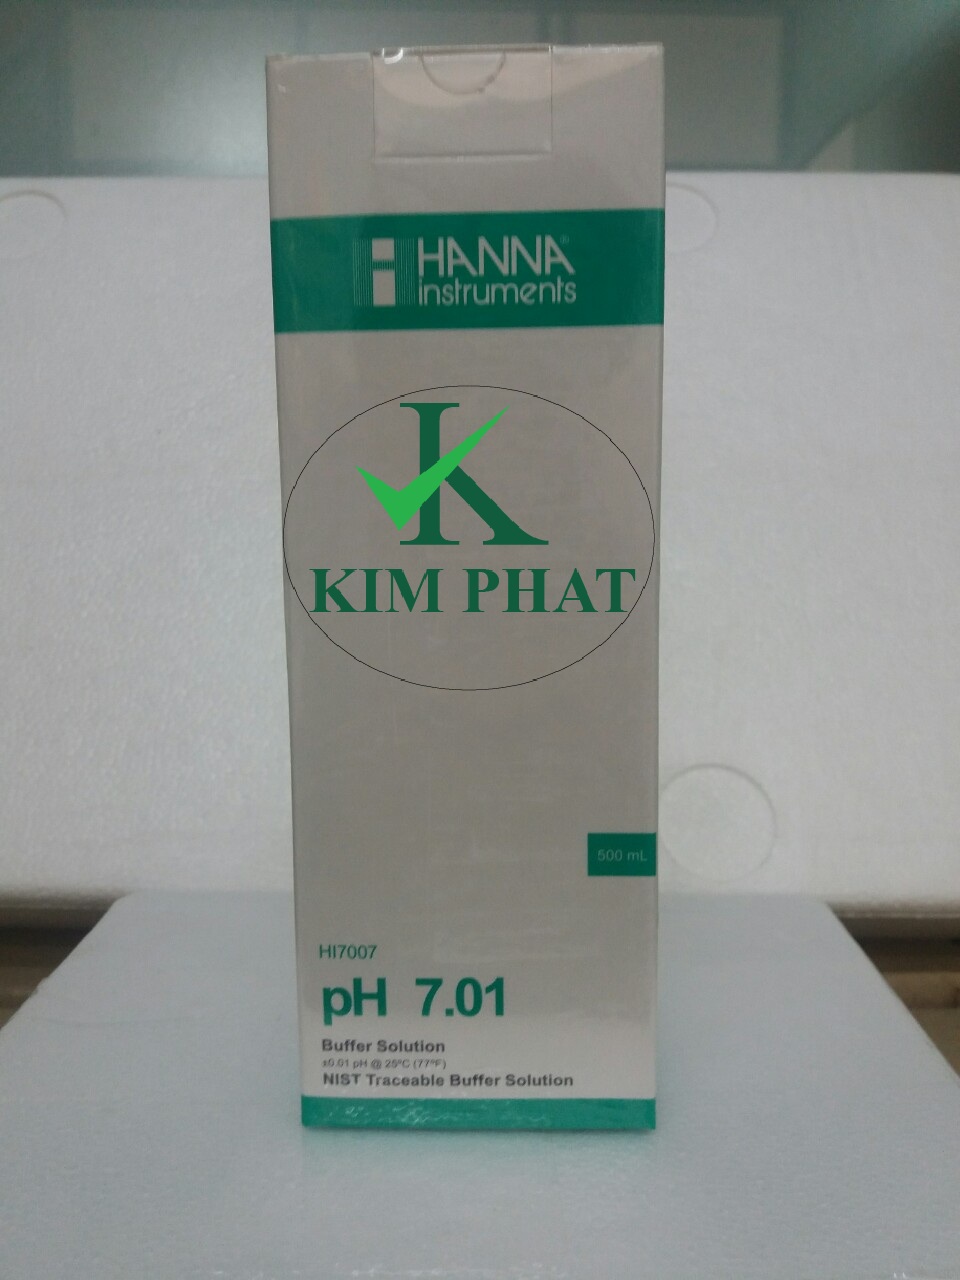 HANNA®
instruments
K
KIM PHAT
500 mL
HI7007
pH 7.01
Buffer Solution
±0.01 pH @ 25°C (77°F)
NIST Traceable Buffer Solution